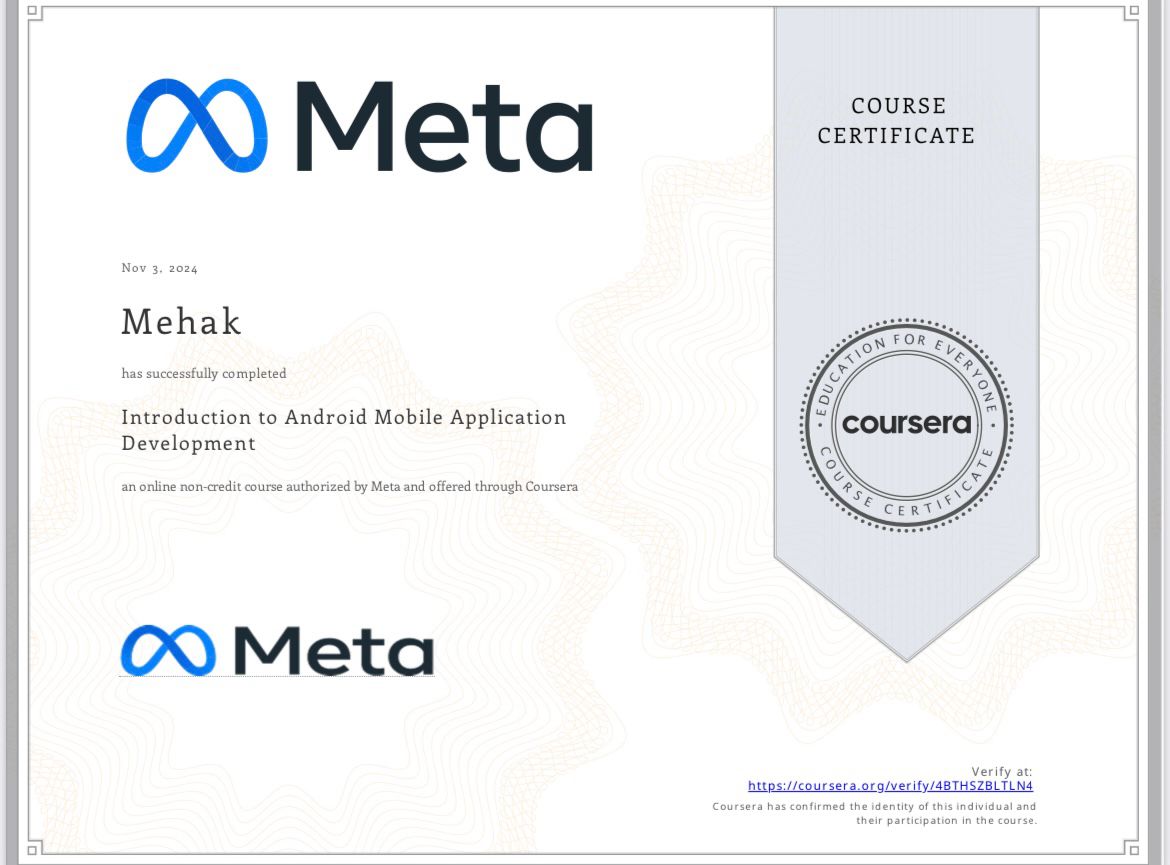 Meta
COURSE
CERTIFICATE
Nov 3, 2024
Mehak
has successfully completed
Introduction to Android Mobile Application
Development
an online non-credit course authorized by Meta and offered through Coursera
EDUCATION FOR EVERYONE
coursera
COURSE CERTIFICATE
Meta
Verify at:
https://coursera.org/verify/4BTHSZBLTLN4
Coursera has confirmed the identity of this individual and
their participation in the course.